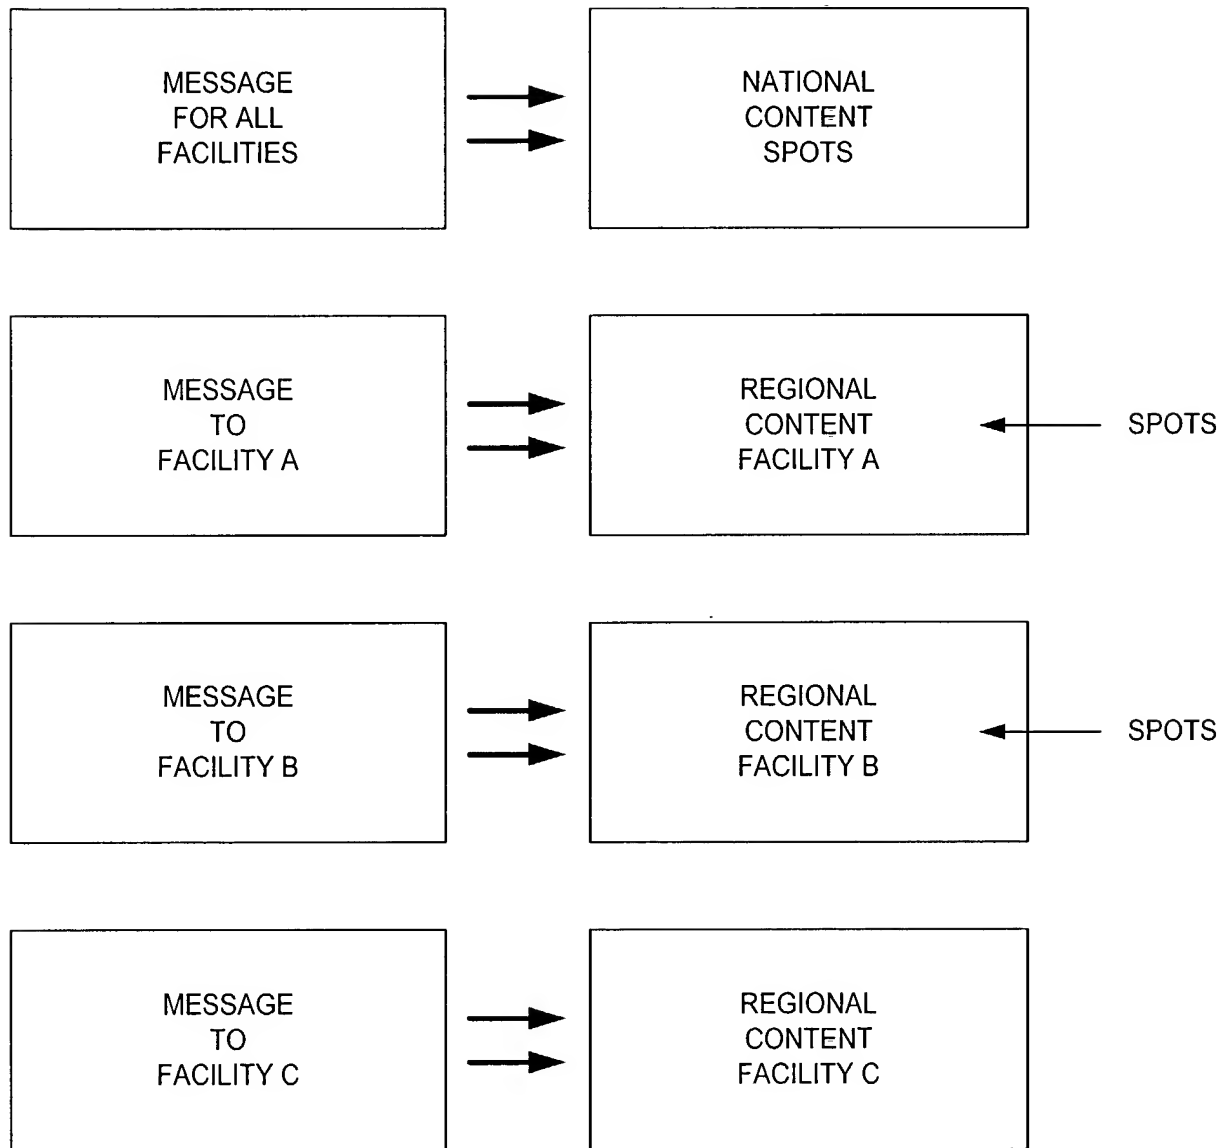 MESSAGE
FOR ALL
FACILITIES
NATIONAL
CONTENT
SPOTS
MESSAGE
TO
FACILITY A
REGIONAL
CONTENT
FACILITY A
SPOTS
MESSAGE
TO
FACILITY B
REGIONAL
CONTENT
FACILITY B
SPOTS
MESSAGE
TO
FACILITY C
REGIONAL
CONTENT
FACILITY C